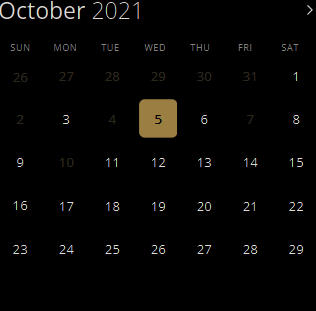 October 2021
SUN MON TUE WED THU FRI SAT
26 27 28 29 30 31 1
2 3 4 5 6 7 8
9 10 11 12 13 14 15
16 17 18 19 20 21 22
23 24 25 26 27 28 29